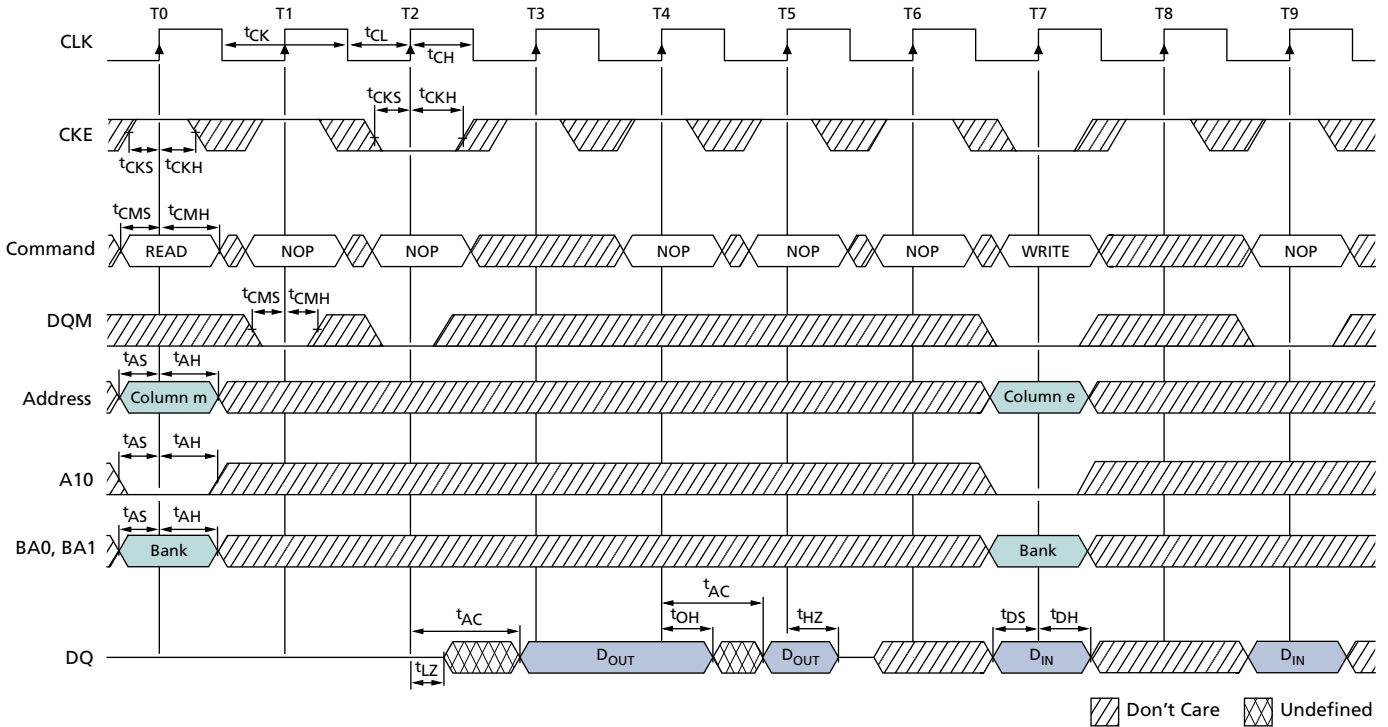 T0 T1 T2 T3 T4 T5 T6 T7 T8 T9
CLK
tCK
tCL
tCH
tCKS tCKH
CKE
tCKS tCKH
tCMS tCMH
Command READ NOP NOP NOP NOP NOP WRITE NOP
tCMS tCMH
DQM
tAS tAH
Address Column m Column e
tAS tAH
A10
tAS tAH
BA0, BA1 Bank Bank
tAC
tAC tOH tHZ tDS tDH
DQ DOUT DOUT DIN DIN
tLZ
Don't Care Undefined